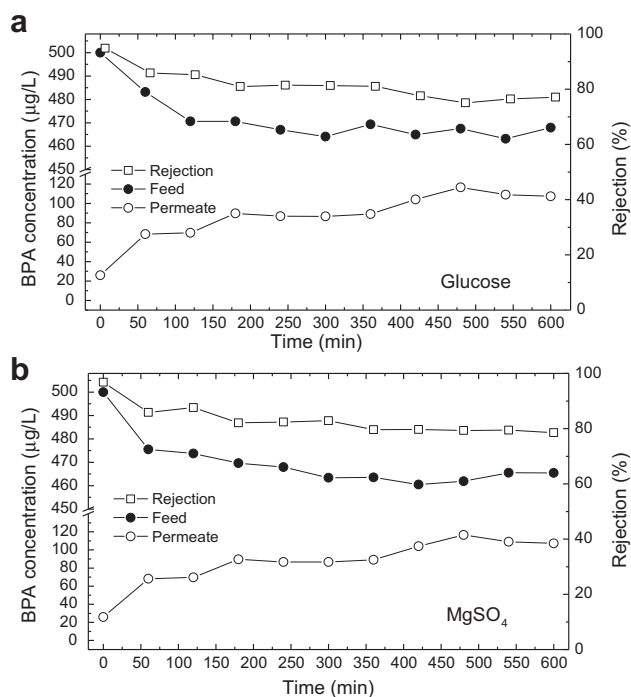 a
BPA concentration (μg/L)
500
490
480
470
460
450
120
100
80
60
40
20
0
Rejection
Feed
Permeate
Glucose
100
80
60
40
20
0
Rejection (%)
0 50 100 150 200 250 300 350 400 450 500 550 600
Time (min)
b
BPA concentration (μg/L)
500
490
480
470
460
450
120
100
80
60
40
20
0
Rejection
Feed
Permeate
MgSO₄
100
80
60
40
20
0
Rejection (%)
0 50 100 150 200 250 300 350 400 450 500 550 600
Time (min)